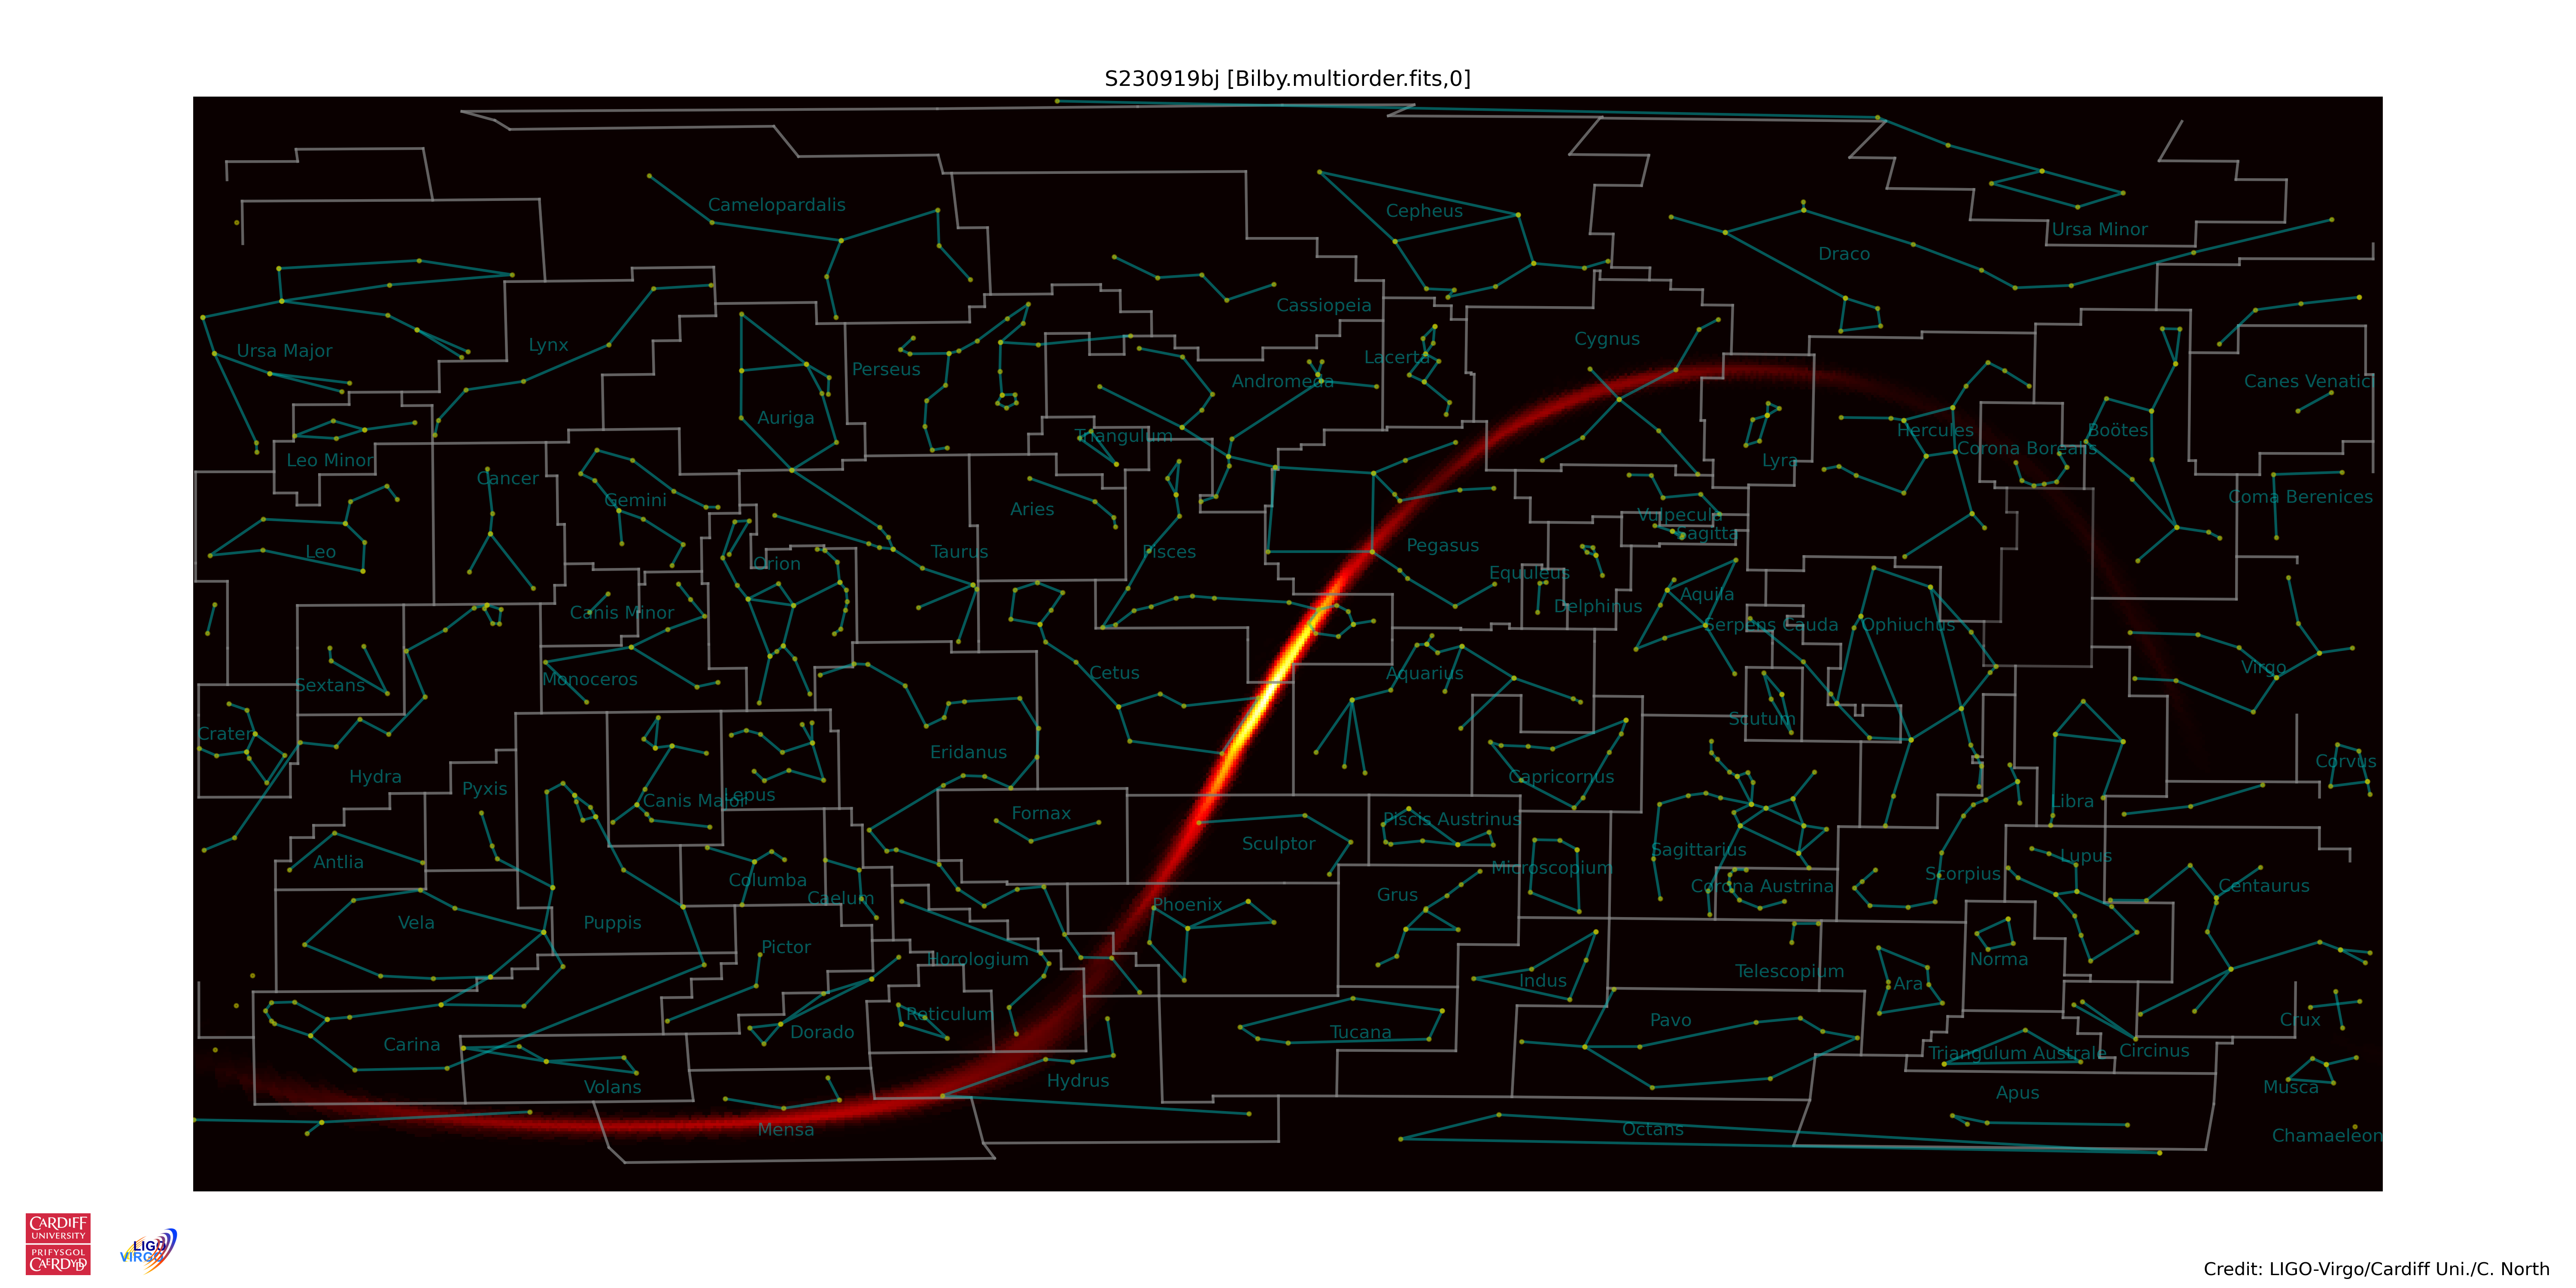 S230919bj [Bilby.multiorder.fits,0]
Camelopardalis
Cepheus
Ursa Minor
Draco
Cassiopeia
Ursa Major
Lynx
Cygnus
Lacerta
Perseus
Andromeda
Canes Venatici
Auriga
Triangulum
Hercules
Boötes
Corona Borealis
Leo Minor
Lyra
Cancer
Gemini
Coma Berenices
Aries
Vulpecula
Sagitta
Leo
Taurus
Pisces
Pegasus
Orion
Equuleus
Canis Minor
Delphinus
Aquila
Serpens Cauda
Ophiuchus
Sextans
Monoceros
Cetus
Aquarius
Virgo
Crater
Scutum
Hydra
Pyxis
Eridanus
Capricornus
Corvus
Canis Major
Lepus
Libra
Fornax
Piscis Austrinus
Antlia
Sculptor
Sagittarius
Lupus
Columba
Caelum
Microscopium
Corona Austrina
Scorpius
Centaurus
Vela
Puppis
Phoenix
Grus
Pictor
Horologium
Indus
Telescopium
Norma
Ara
Reticulum
Carina
Dorado
Tucana
Pavo
Crux
Triangulum Australe
Circinus
Volans
Hydrus
Apus
Musca
Mensa
Octans
Chamaeleon
CARDIFF
UNIVERSITY
PRIFYSGOL
CAERDYDD
LIGO
VIRGO
Credit: LIGO-Virgo/Cardiff Uni./C. North